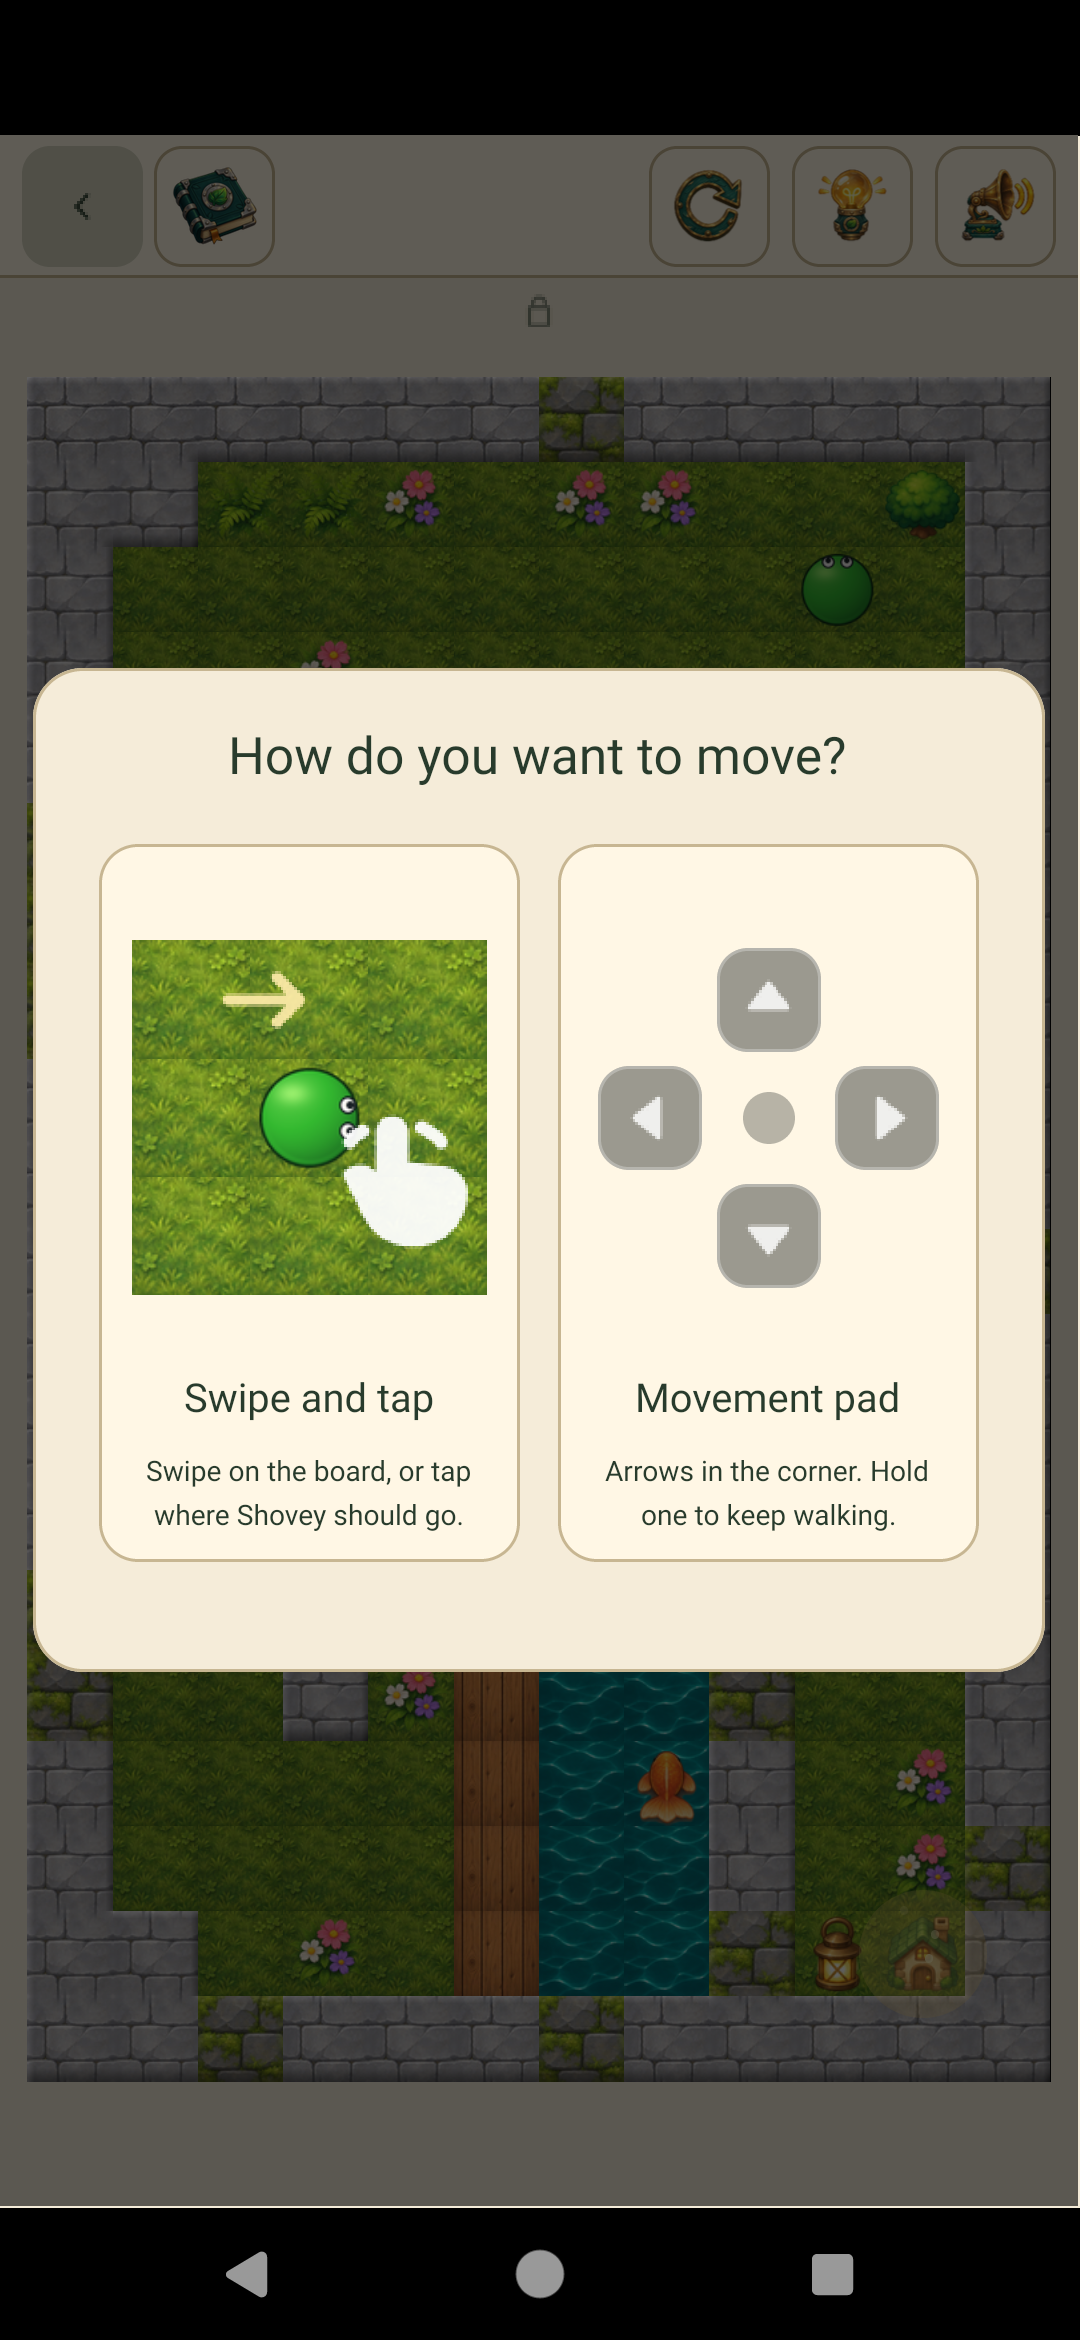 How do you want to move?
Swipe and tap
Swipe on the board, or tap
where Shovey should go.
Movement pad
Arrows in the corner. Hold
one to keep walking.